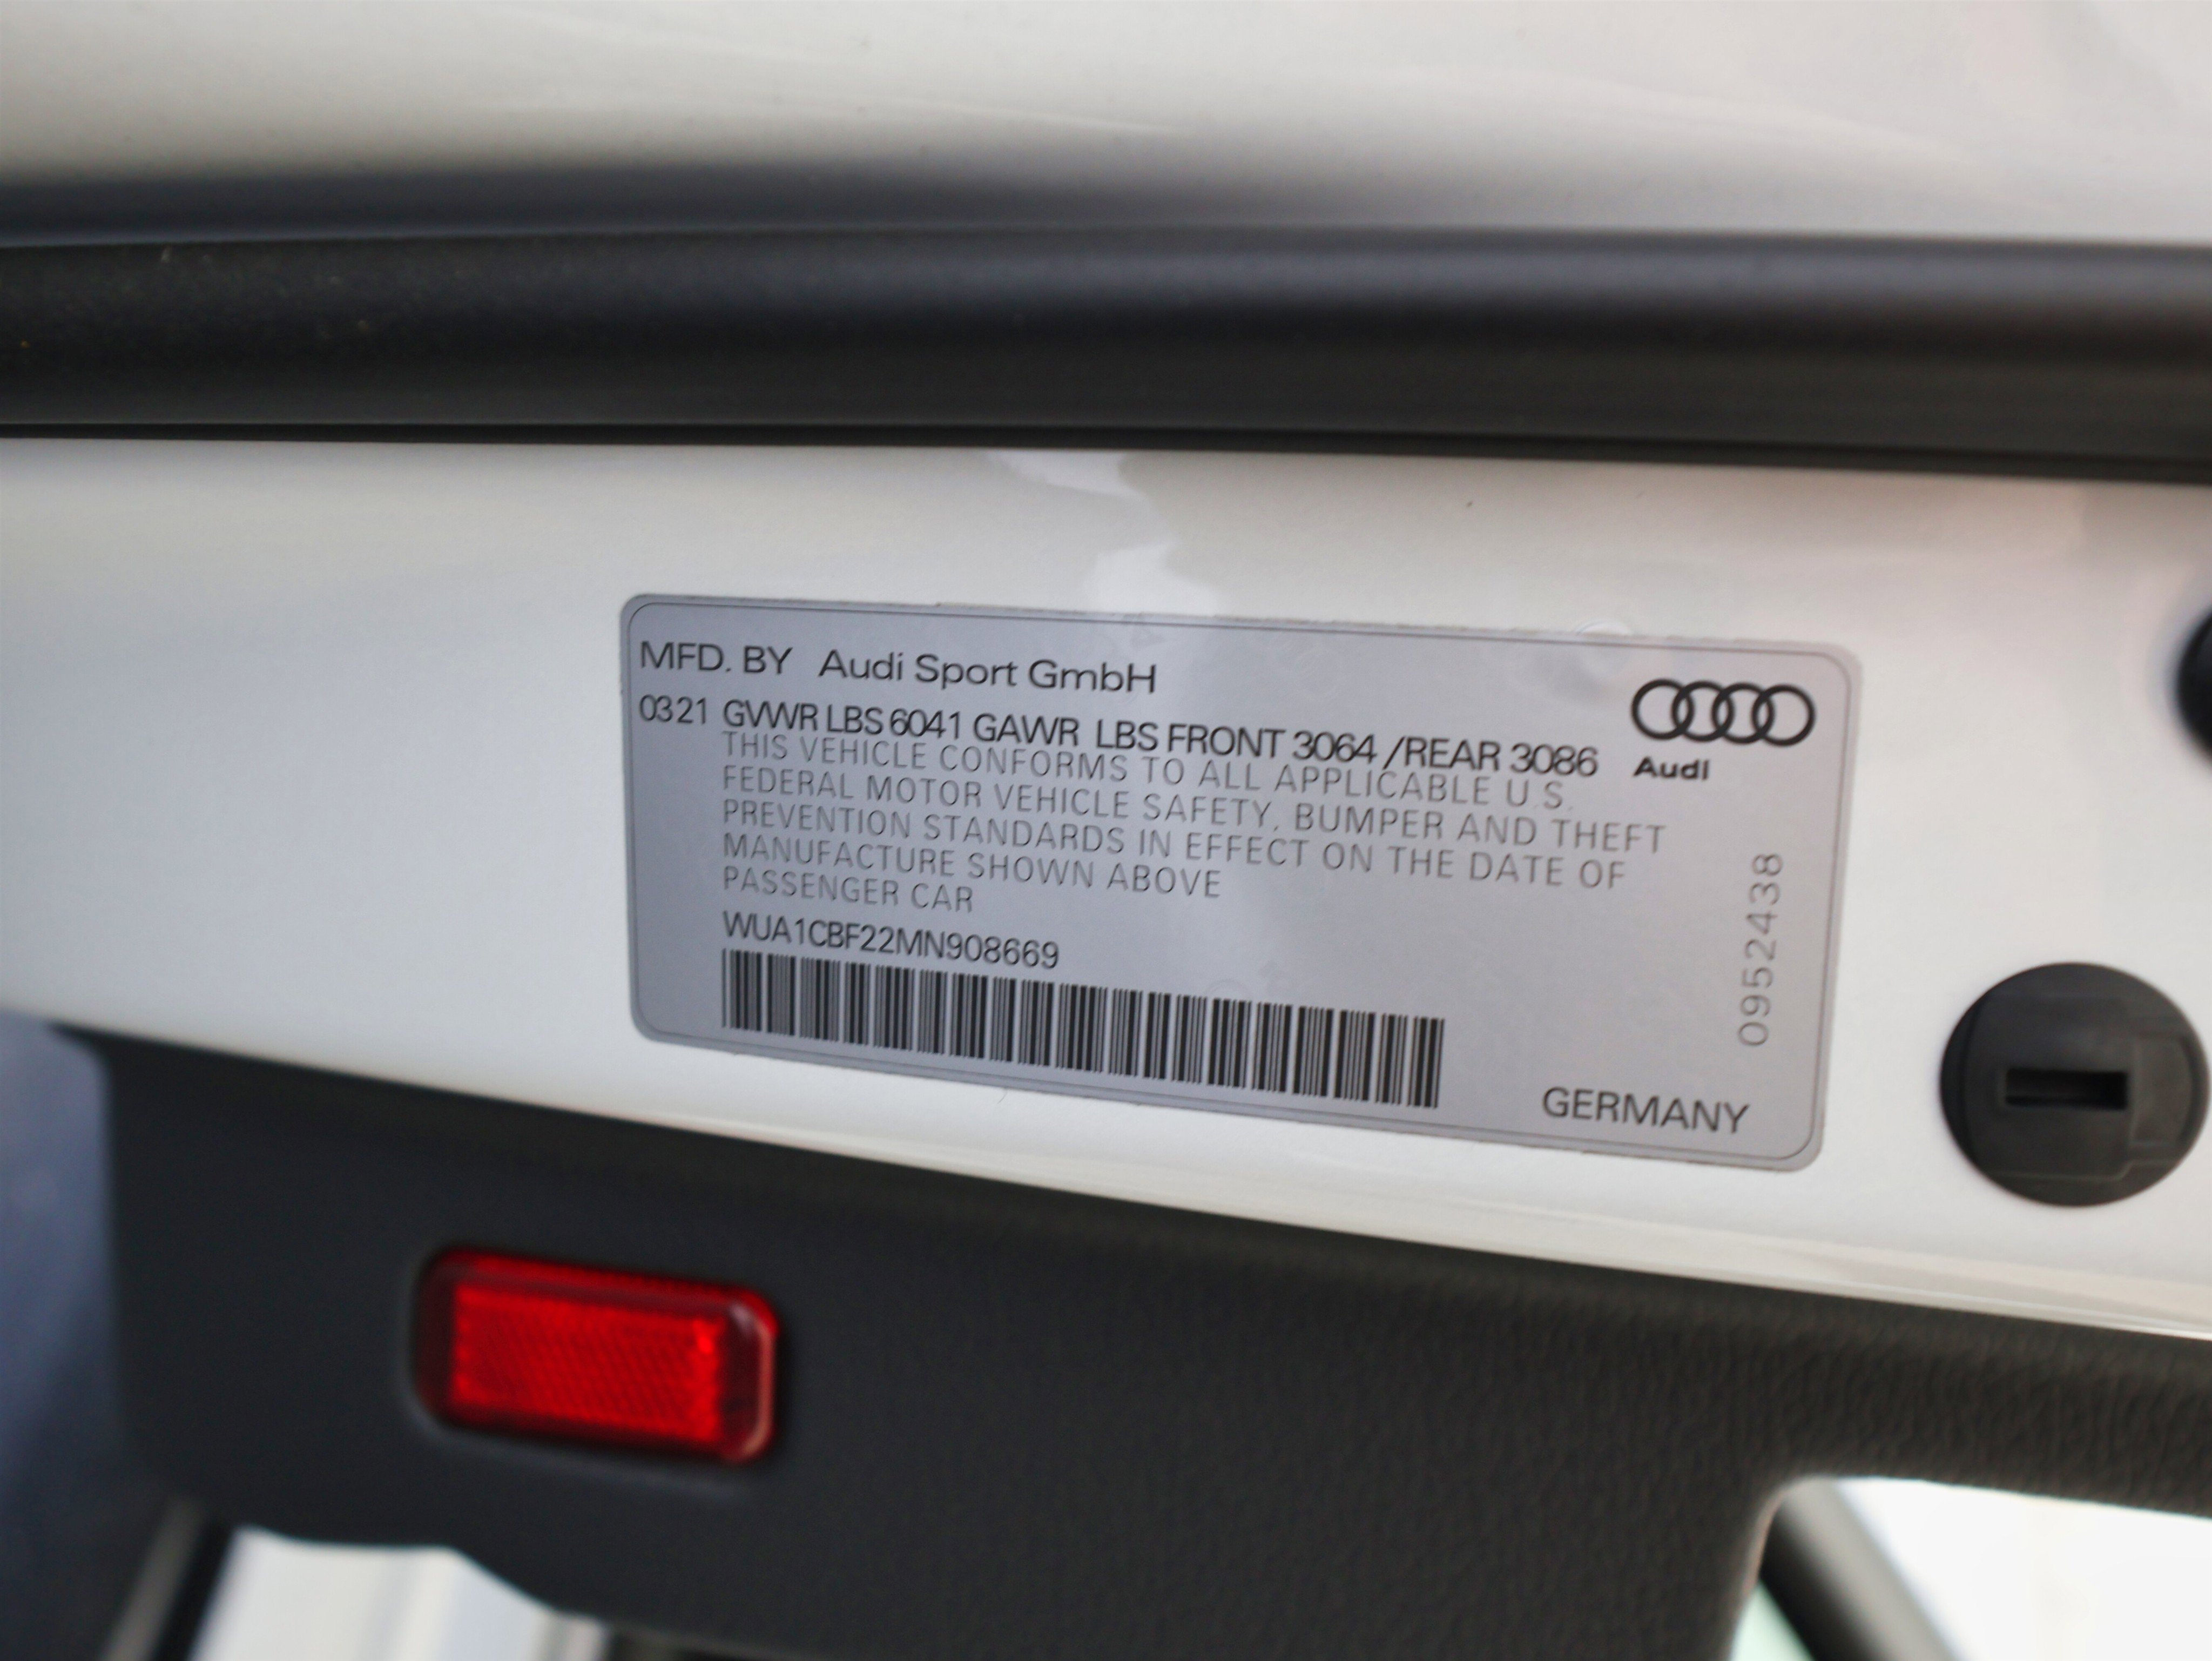 MFD. BY Audi Sport GmbH
0321 GVWR LBS 6041 GAWR LBS FRONT 3064 /REAR 3086
THIS VEHICLE CONFORMS TO ALL APPLICABLE U.S.
FEDERAL MOTOR VEHICLE SAFETY, BUMPER AND THEFT
PREVENTION STANDARDS IN EFFECT ON THE DATE OF
MANUFACTURE SHOWN ABOVE
PASSENGER CAR
WUA1CBF22MN908669
Audi
0952438
GERMANY